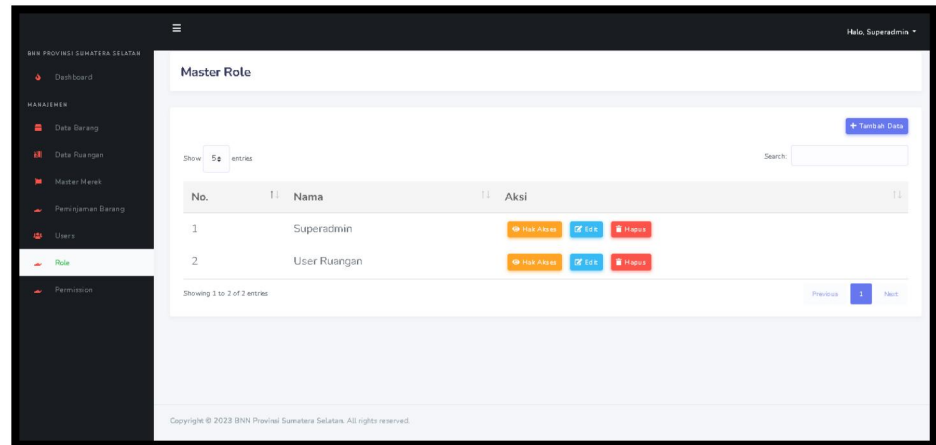 Halo, Superadmin
BNN PROVINSI SUMATERA SELATAN
Dashboard
MANAJEMEN
Data Barang
Data Ruangan
Master Merek
Peminjaman Barang
Users
Role
Permission
Master Role
+ Tambah Data
Show 5 entries
Search:
No. Nama Aksi
1 Superadmin Hak Akses Edit Hapus
2 User Ruangan Hak Akses Edit Hapus
Showing 1 to 2 of 2 entries
Previous 1 Next
Copyright © 2023 BNN Provinsi Sumatera Selatan. All rights reserved.